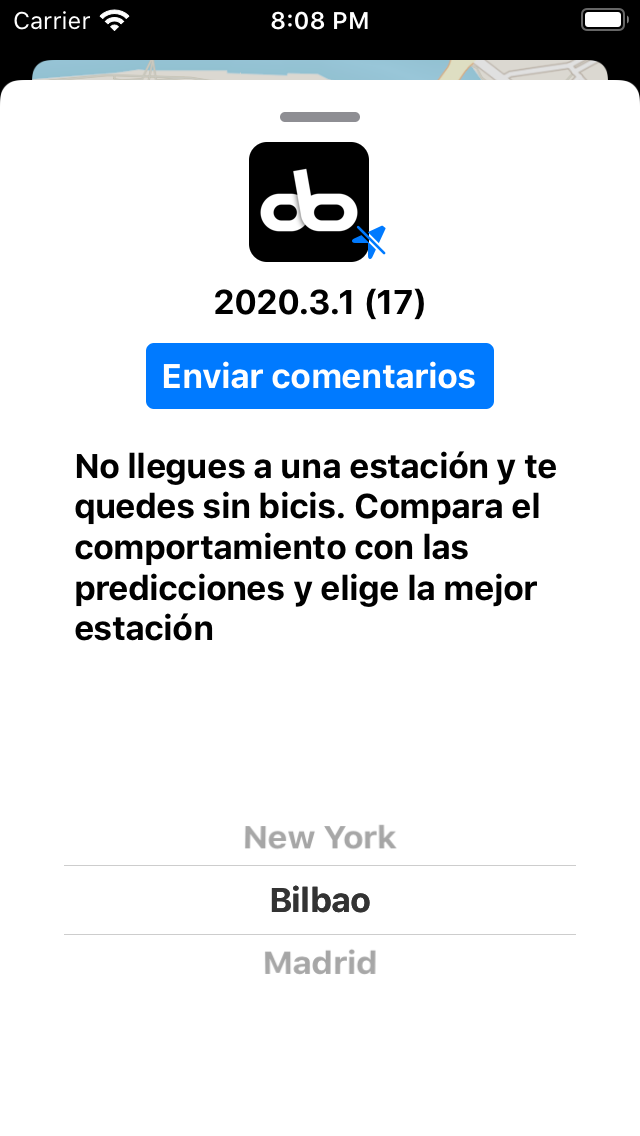 Carrier 8:08 PM
2020.3.1 (17)
Enviar comentarios
No llegues a una estación y te
quedes sin bicis. Compara el
comportamiento con las
predicciones y elige la mejor
estación
New York
Bilbao
Madrid